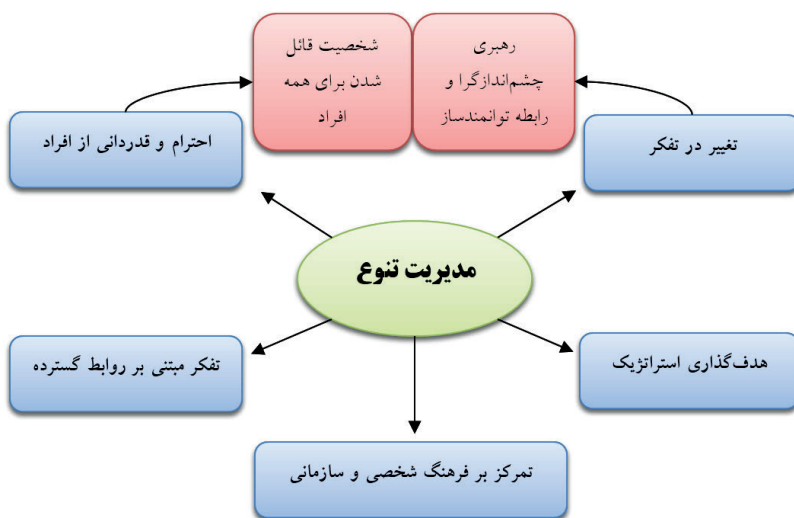 رهبری
چشم‌اندازگرا و
رابطه توانمندساز
شخصیت قائل
شدن برای همه
افراد
تغییر در تفکر
احترام و قدردانی از افراد
مدیریت تنوع
هدف‌گذاری استراتژیک
تفکر مبتنی بر روابط گسترده
تمرکز بر فرهنگ شخصی و سازمانی